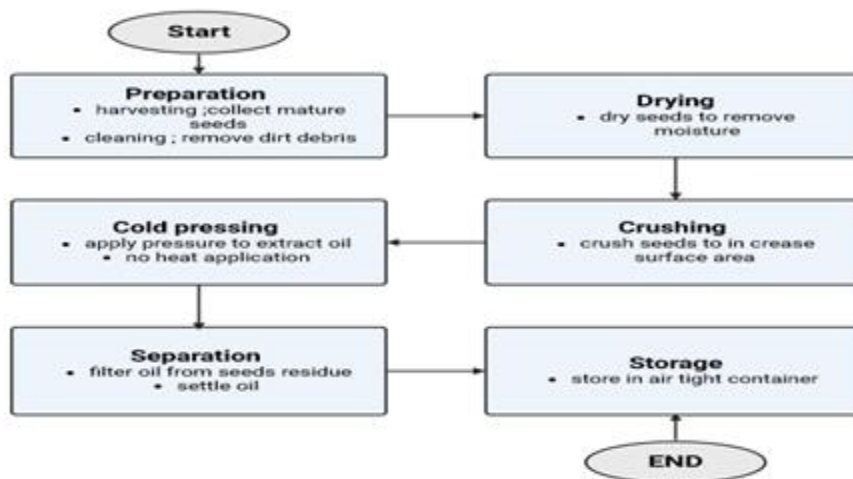 Start
Preparation
• harvesting ;collect mature
seeds
• cleaning ; remove dirt debris
Drying
• dry seeds to remove
moisture
Crushing
• crush seeds to in crease
surface area
Cold pressing
• apply pressure to extract oil
• no heat application
Separation
• filter oil from seeds residue
• settle oil
Storage
• store in air tight container
END